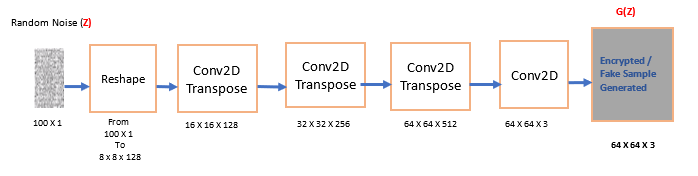 G(Z)
Random Noise (Z)
Reshape
Conv2D
Transpose
Conv2D
Transpose
Conv2D
Transpose
Conv2D
Encrypted /
Fake Sample
Generated
100 X 1
From
100 X 1
To
8 x 8 x 128
16 X 16 X 128
32 X 32 X 256
64 X 64 X 512
64 X 64 X 3
64 X 64 X 3